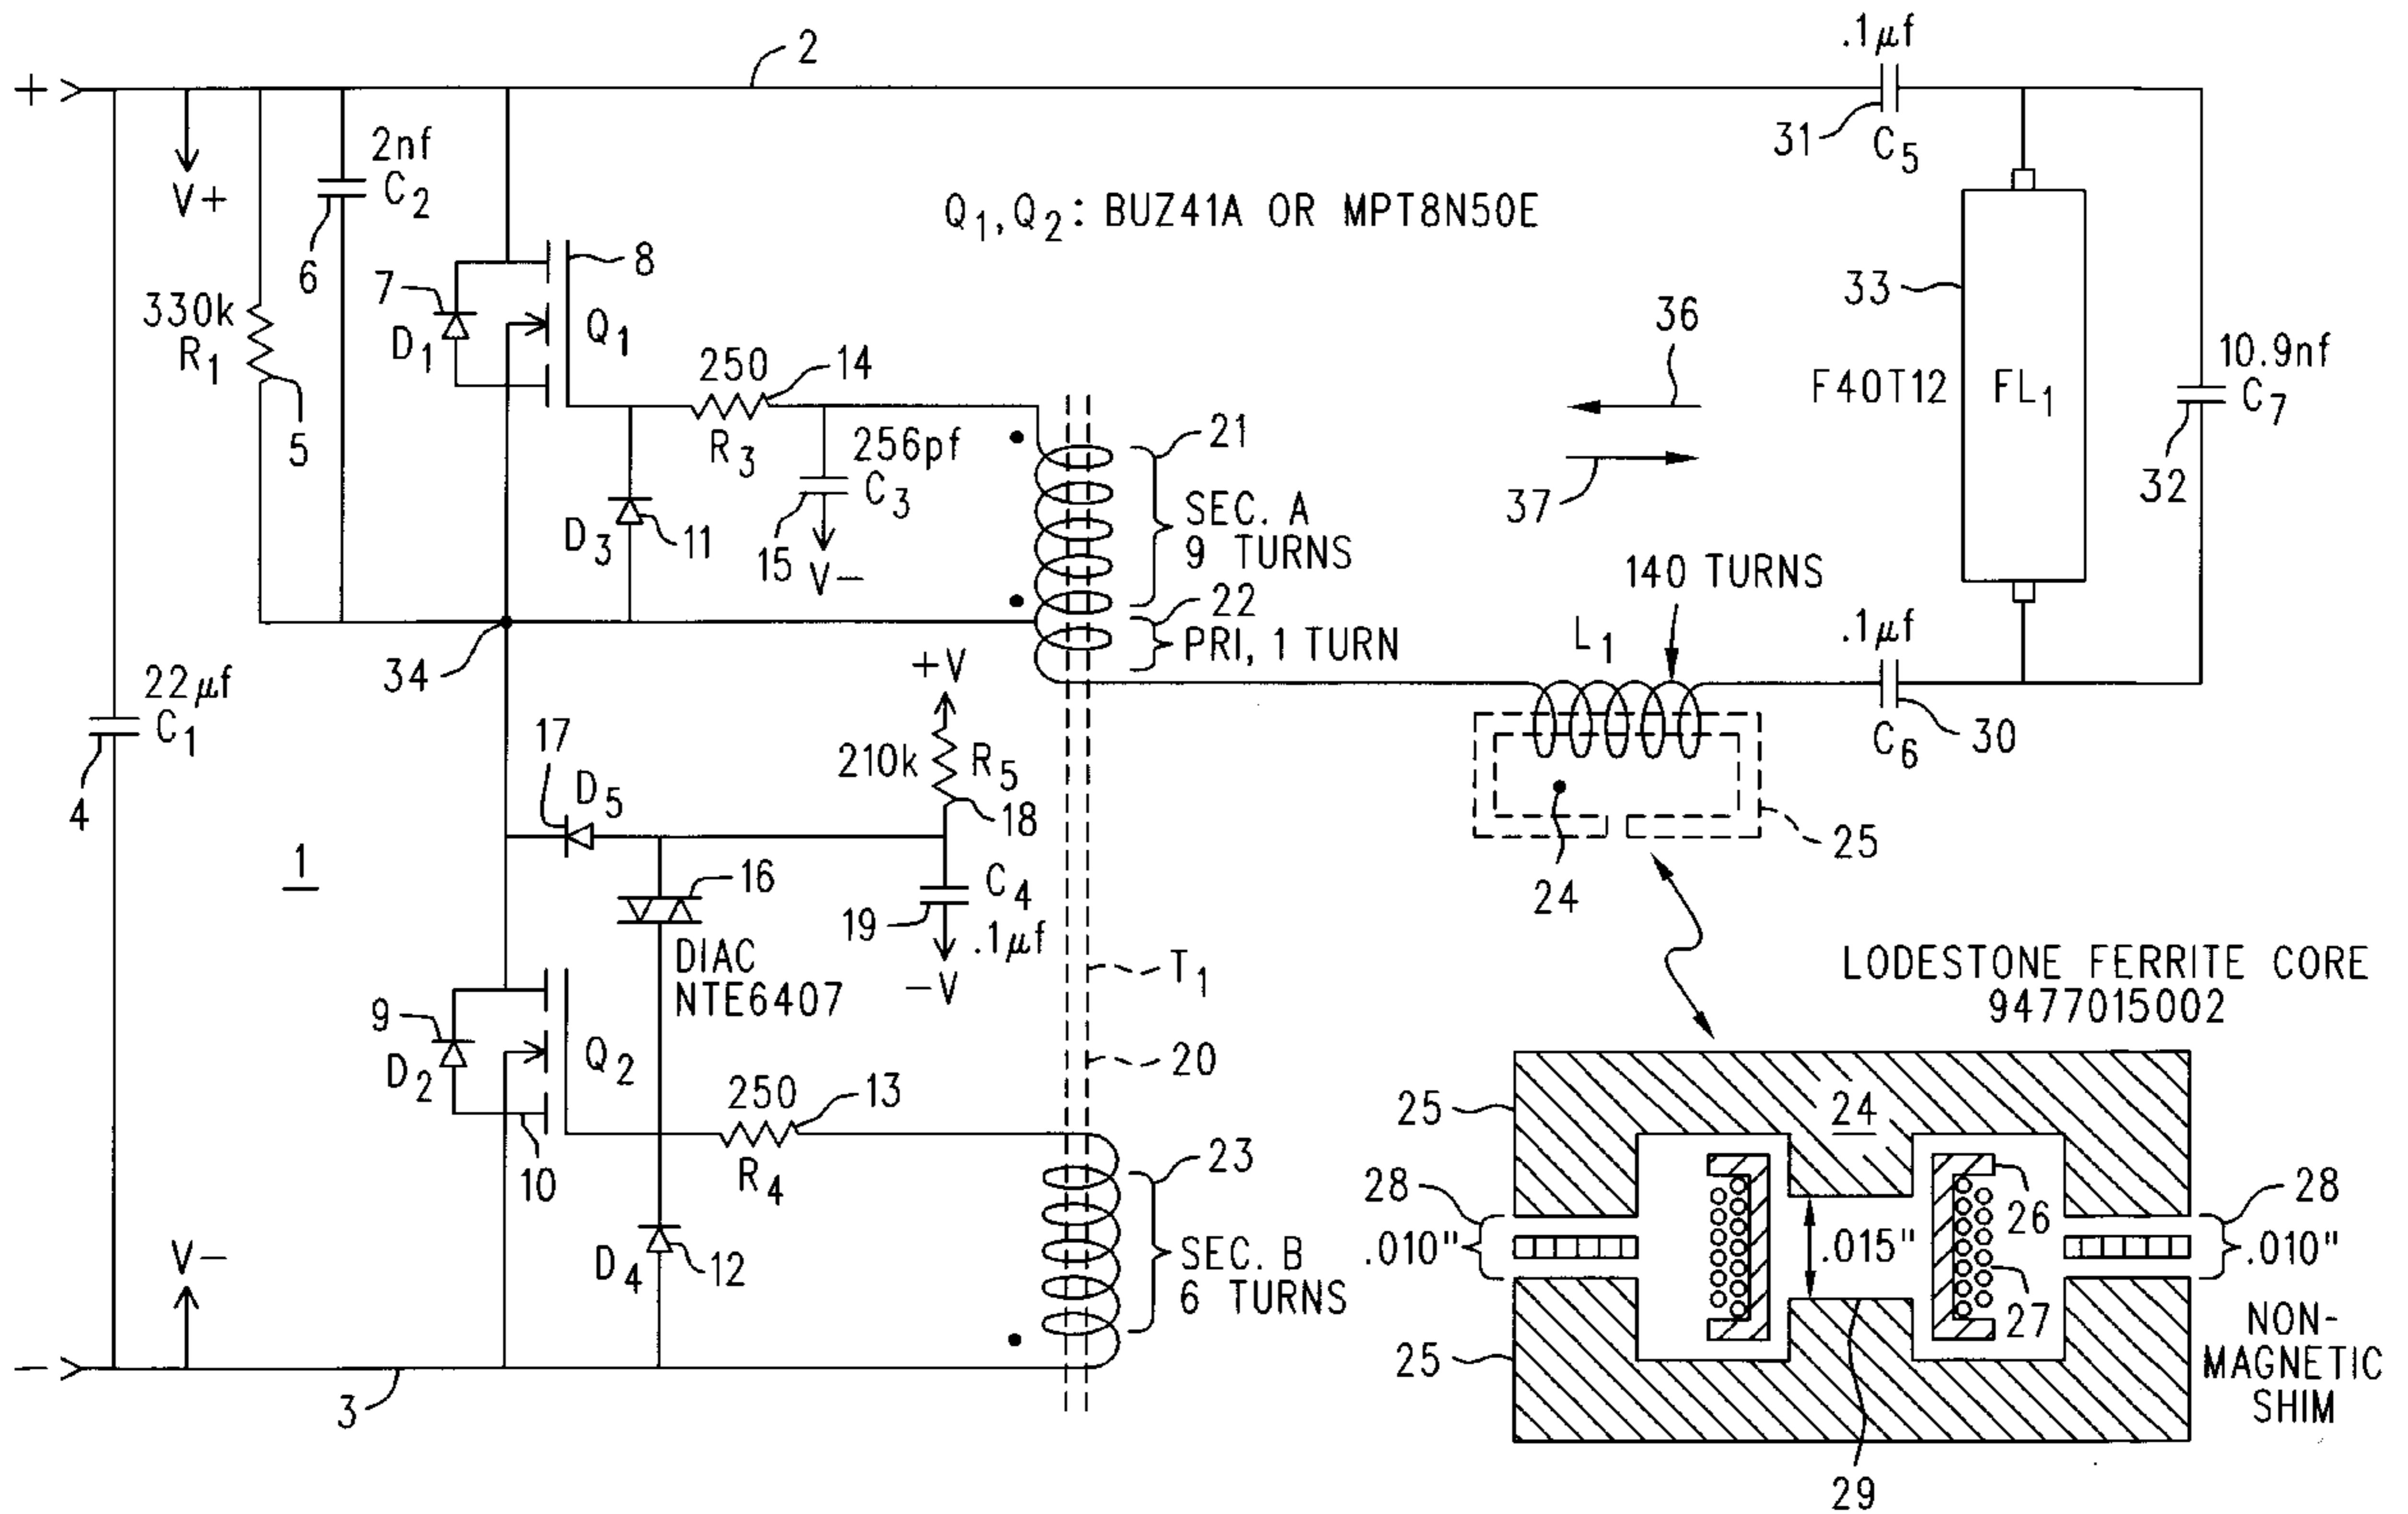 +
2
.1μf
31
C5
V+
2nf
C2
6
330k
R1
5
Q1,Q2: BUZ41A OR MPT8N50E
7
8
D1
Q1
250
14
R3
256pf
C3
15
V−
D3
11
21
SEC. A
9 TURNS
22
PRI, 1 TURN
36
37
33
F40T12
FL1
10.9nf
C7
32
140 TURNS
L1
.1μf
C6
30
24
25
34
22μf
C1
4
1
17
D5
+V
210k
R5
18
16
DIAC
NTE6407
19
C4
.1μf
−V
T1
20
9
D2
Q2
10
250
13
R4
D4
12
23
SEC. B
6 TURNS
V−
−
3
LODESTONE FERRITE CORE
9477015002
25
24
28
.010"
.015"
26
27
28
.010"
25
29
NON-
MAGNETIC
SHIM